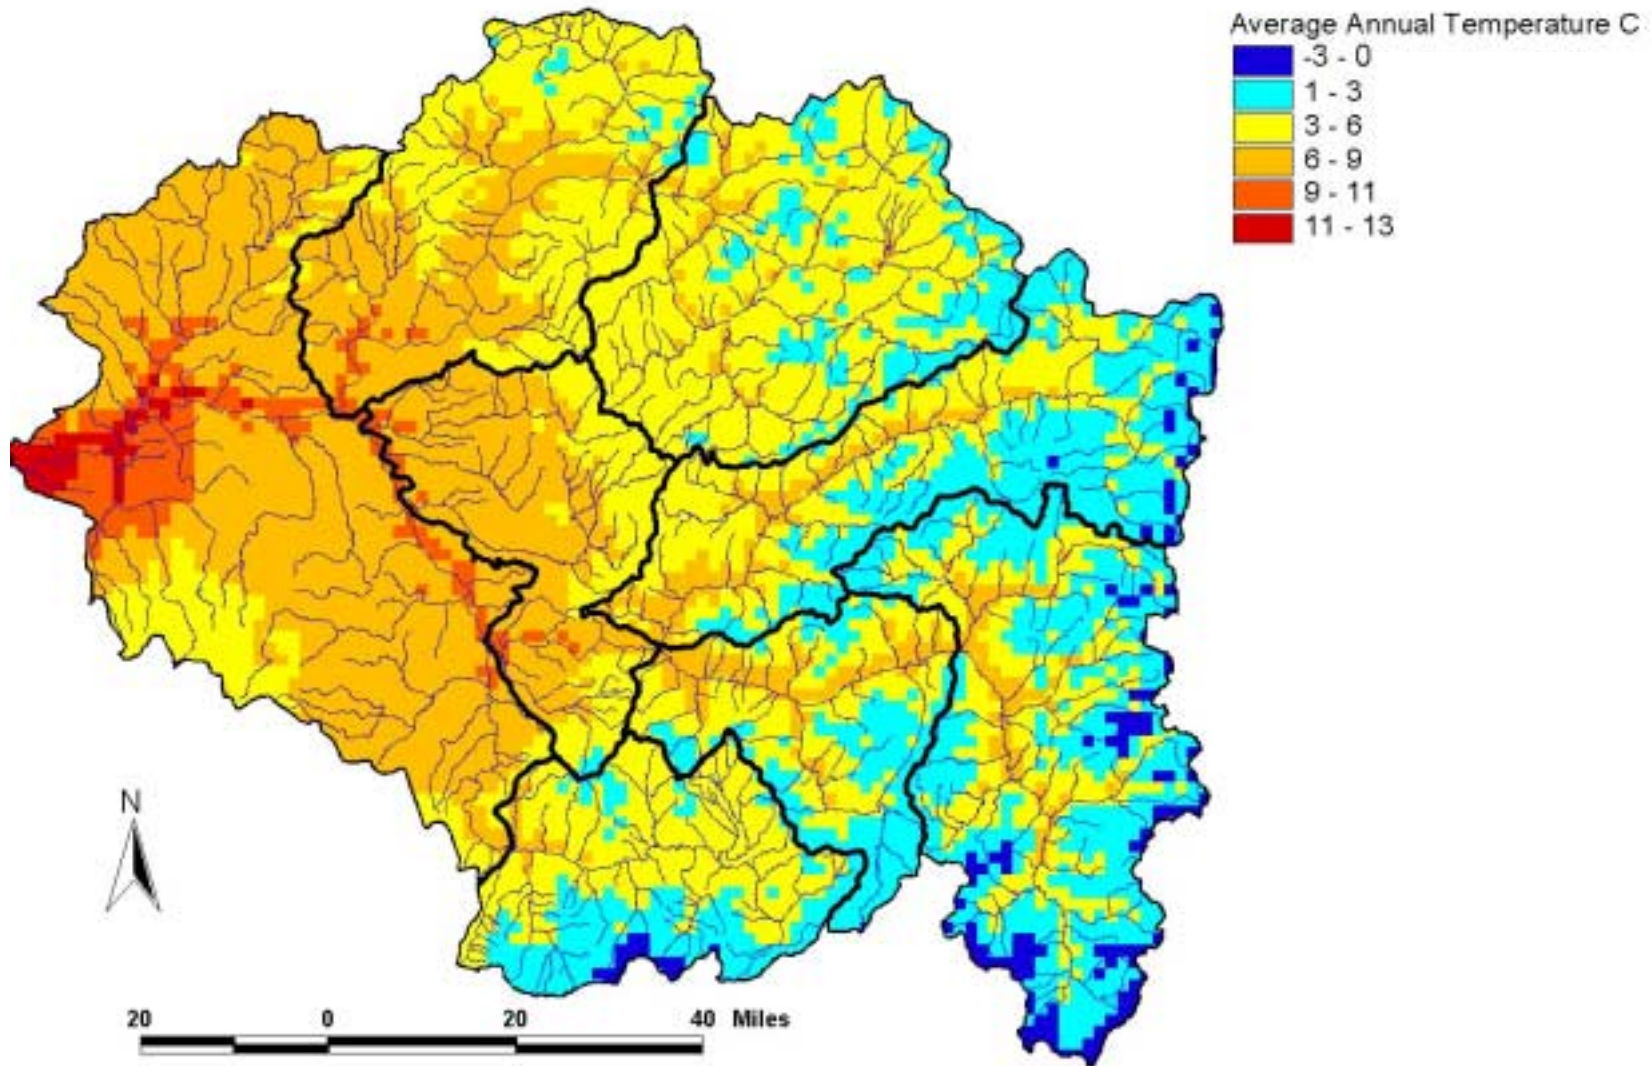 Average Annual Temperature C
-3 - 0
1 - 3
3 - 6
6 - 9
9 - 11
11 - 13
N
20 0 20 40 Miles